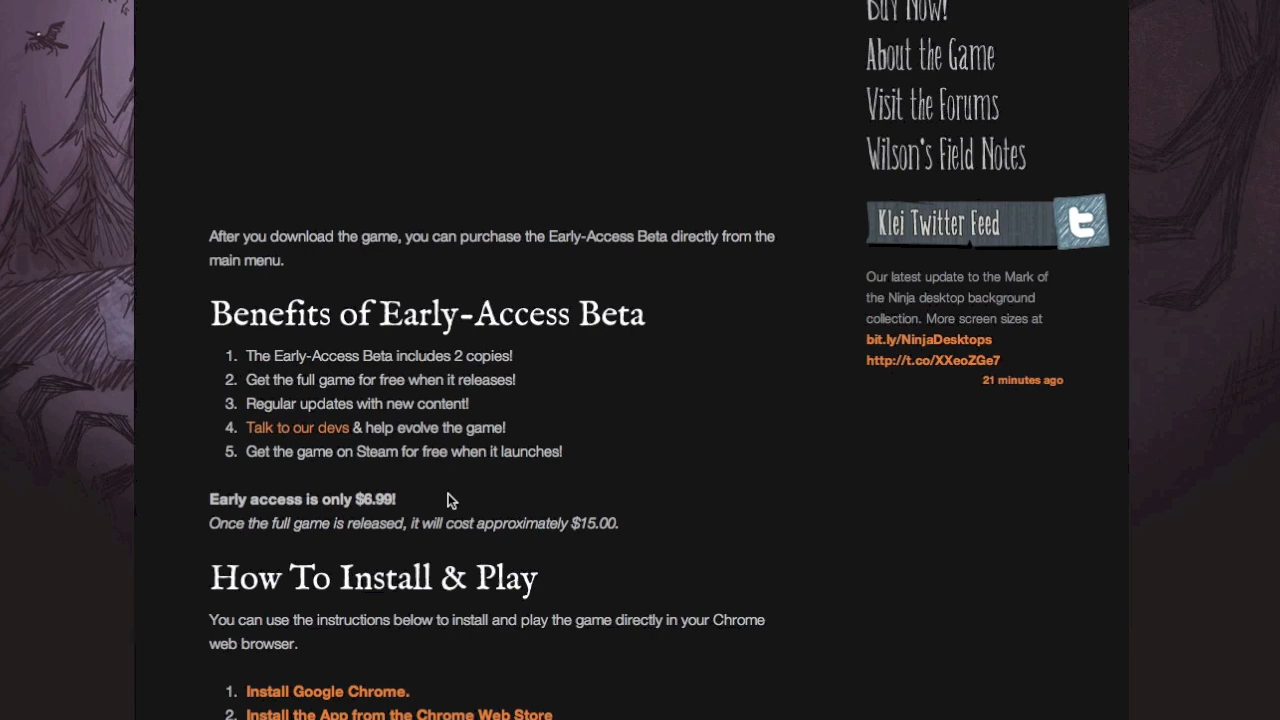 After you download the game, you can purchase the Early-Access Beta directly from the
main menu.
Benefits of Early-Access Beta
1. The Early-Access Beta includes 2 copies!
2. Get the full game for free when it releases!
3. Regular updates with new content!
4. Talk to our devs & help evolve the game!
5. Get the game on Steam for free when it launches!
Early access is only $6.99!
Once the full game is released, it will cost approximately $15.00.
How To Install & Play
You can use the instructions below to install and play the game directly in your Chrome
web browser.
1. Install Google Chrome.
2. Install the App from the Chrome Web Store
Buy Now!
About the Game
Visit the Forums
Wilson's Field Notes
Klei Twitter Feed
Our latest update to the Mark of
the Ninja desktop background
collection. More screen sizes at
bit.ly/NinjaDesktops
http://t.co/XXeoZGe7
21 minutes ago